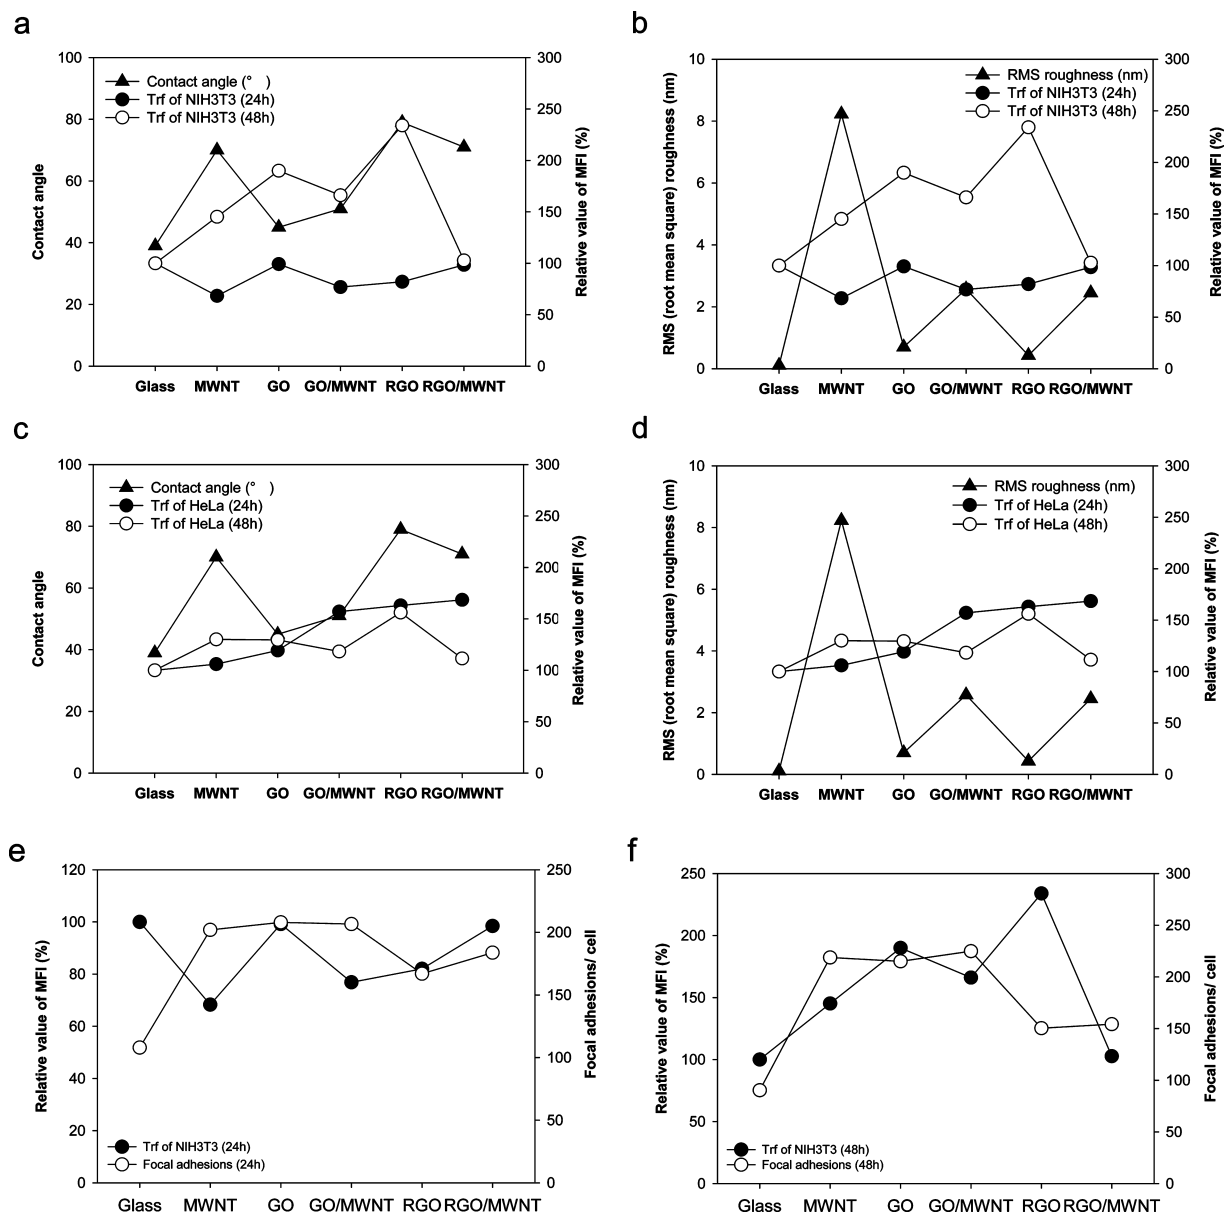 a
100
80
60
40
20
0
Contact angle
Contact angle (° )
Trf of NIH3T3 (24h)
Trf of NIH3T3 (48h)
300
250
200
150
100
50
0
Relative value of MFI (%)
Glass MWNT GO GO/MWNT RGO RGO/MWNT
b
10
8
6
4
2
0
RMS (root mean square) roughness (nm)
RMS roughness (nm)
Trf of NIH3T3 (24h)
Trf of NIH3T3 (48h)
300
250
200
150
100
50
0
Relative value of MFI (%)
Glass MWNT GO GO/MWNT RGO RGO/MWNT
c
100
80
60
40
20
0
Contact angle
Contact angle (° )
Trf of HeLa (24h)
Trf of HeLa (48h)
300
250
200
150
100
50
0
Relative value of MFI (%)
Glass MWNT GO GO/MWNT RGO RGO/MWNT
d
10
8
6
4
2
0
RMS (root mean square) roughness (nm)
RMS roughness (nm)
Trf of HeLa (24h)
Trf of HeLa (48h)
300
250
200
150
100
50
0
Relative value of MFI (%)
Glass MWNT GO GO/MWNT RGO RGO/MWNT
e
120
100
80
60
40
20
0
Relative value of MFI (%)
Trf of NIH3T3 (24h)
Focal adhesions (24h)
250
200
150
100
50
0
Focal adhesions/ cell
Glass MWNT GO GO/MWNT RGO RGO/MWNT
f
250
200
150
100
50
0
Relative value of MFI (%)
Trf of NIH3T3 (48h)
Focal adhesions (48h)
300
250
200
150
100
50
0
Focal adhesions/ cell
Glass MWNT GO GO/MWNT RGO RGO/MWNT